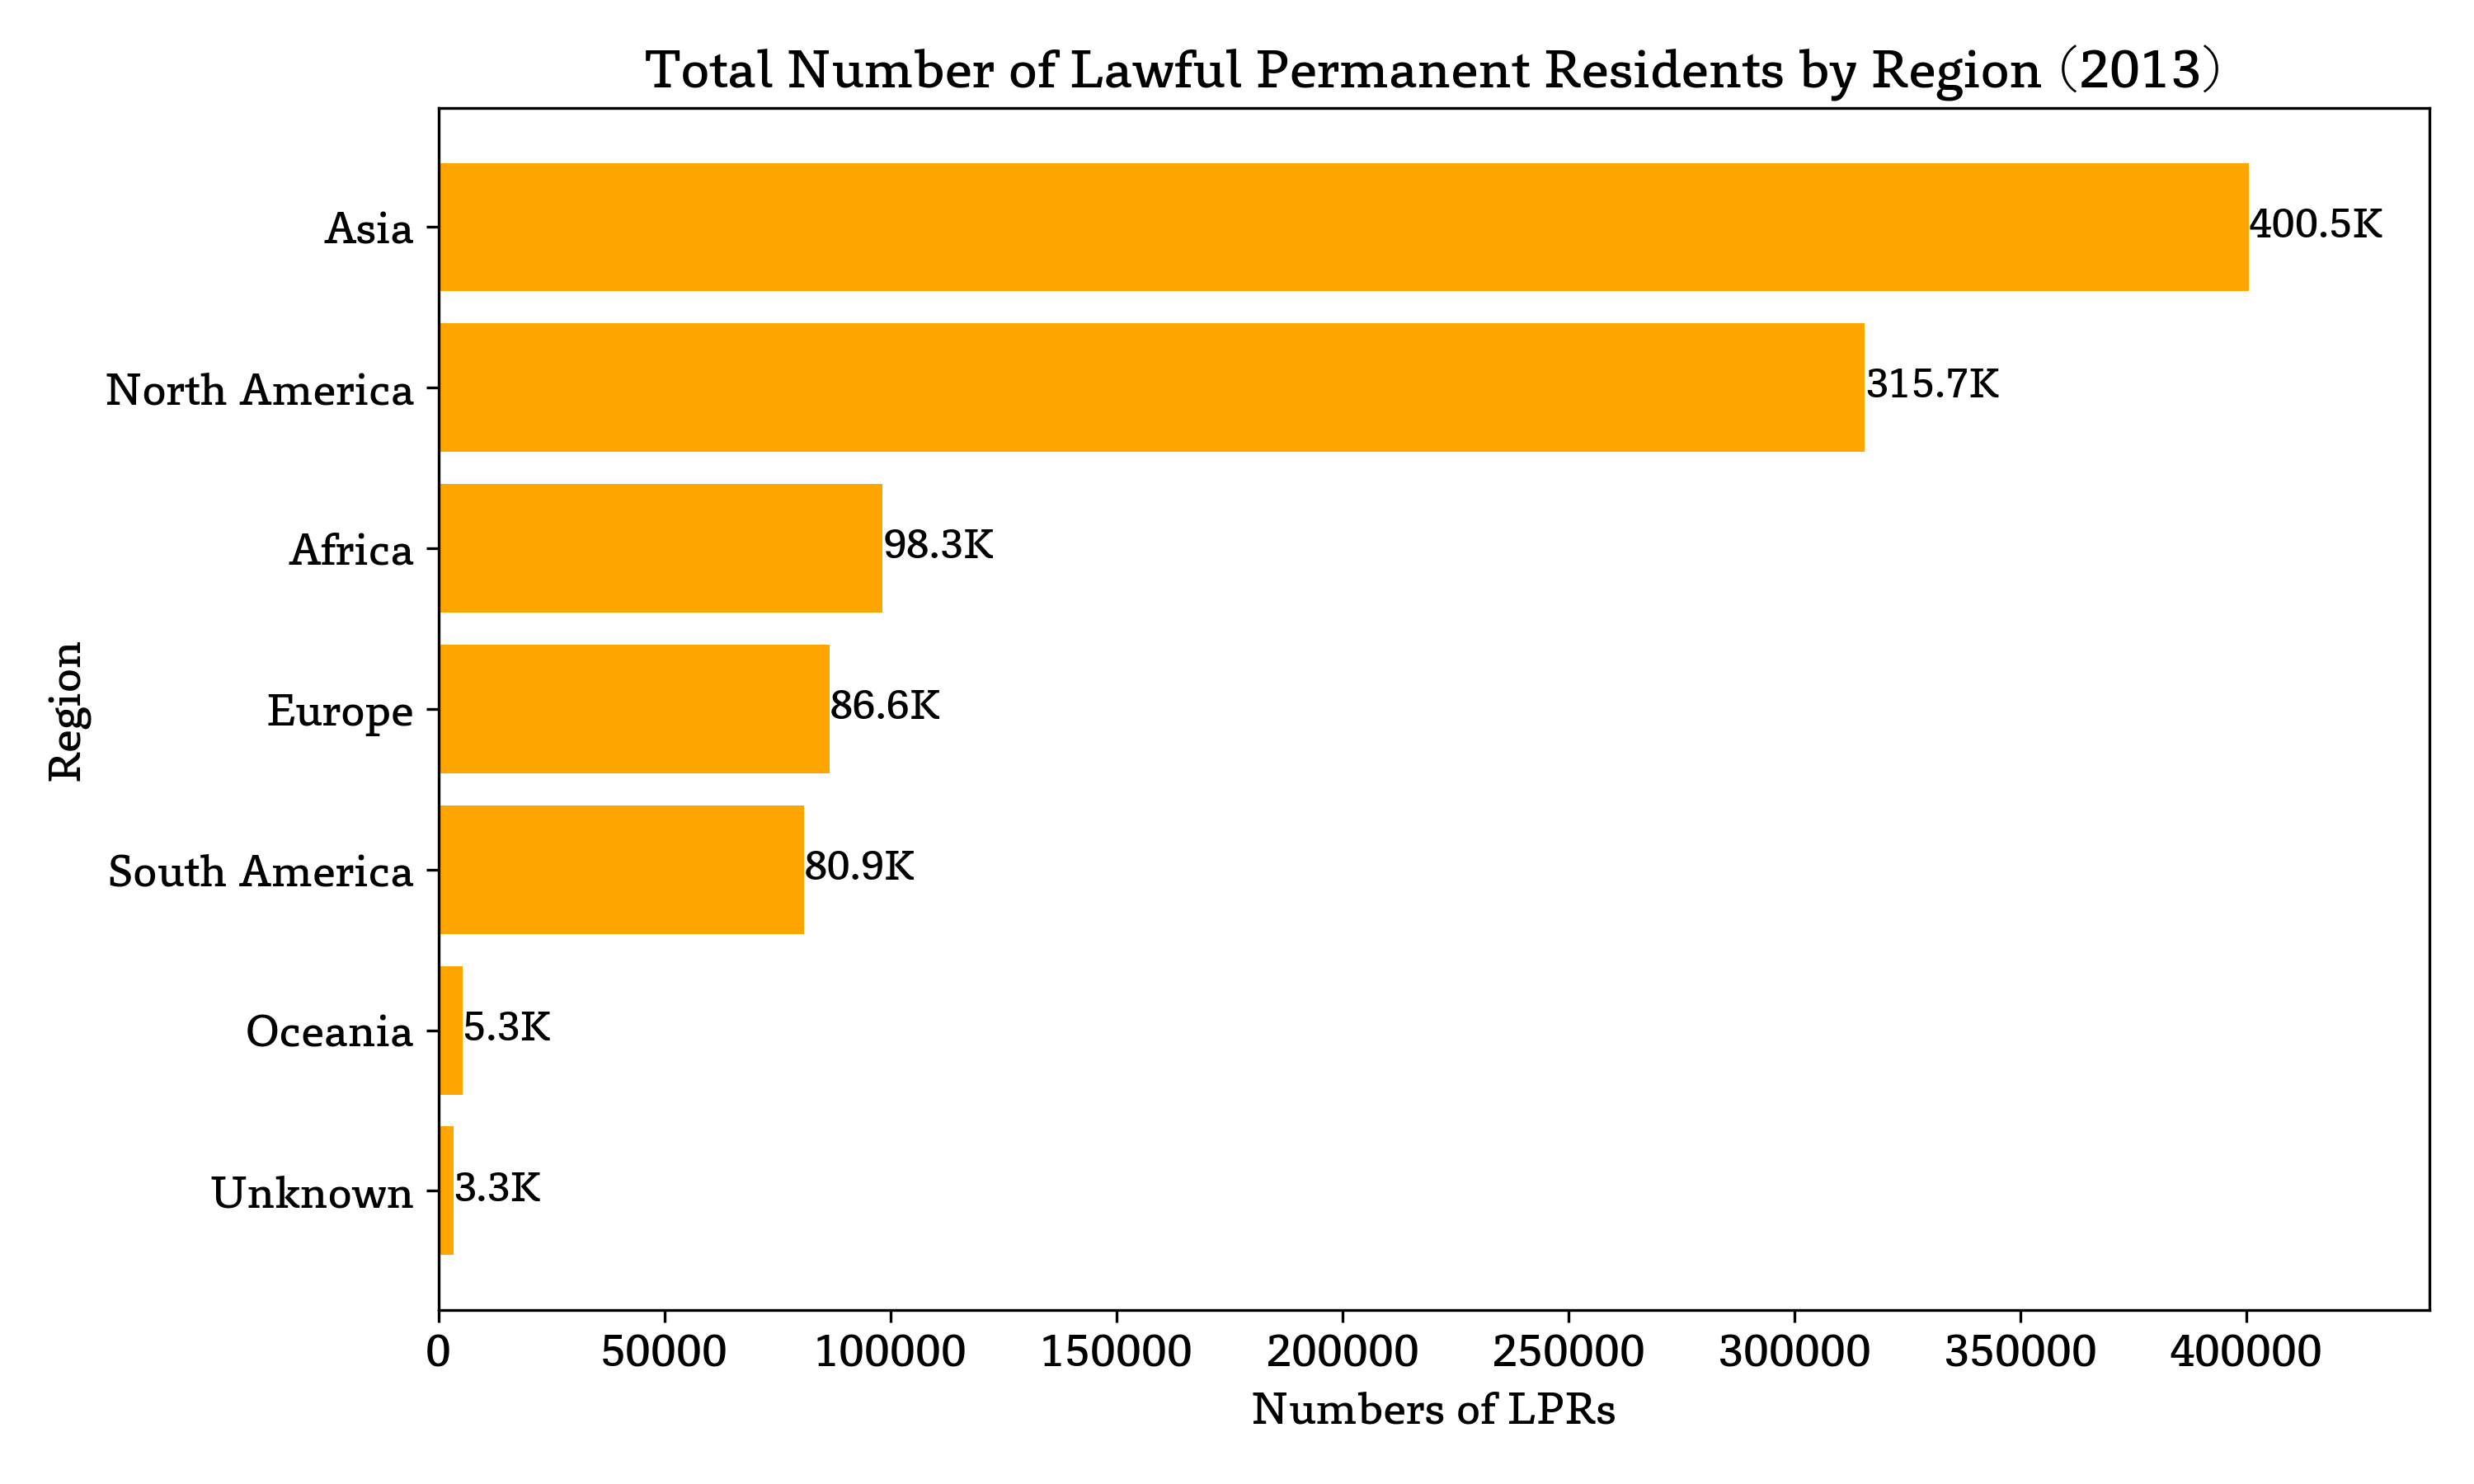 Total Number of Lawful Permanent Residents by Region (2013)
Asia
400.5K
North America
315.7K
Africa
98.3K
Europe
86.6K
South America
80.9K
Oceania
5.3K
Unknown
3.3K
Region
0 50000 100000 150000 200000 250000 300000 350000 400000
Numbers of LPRs